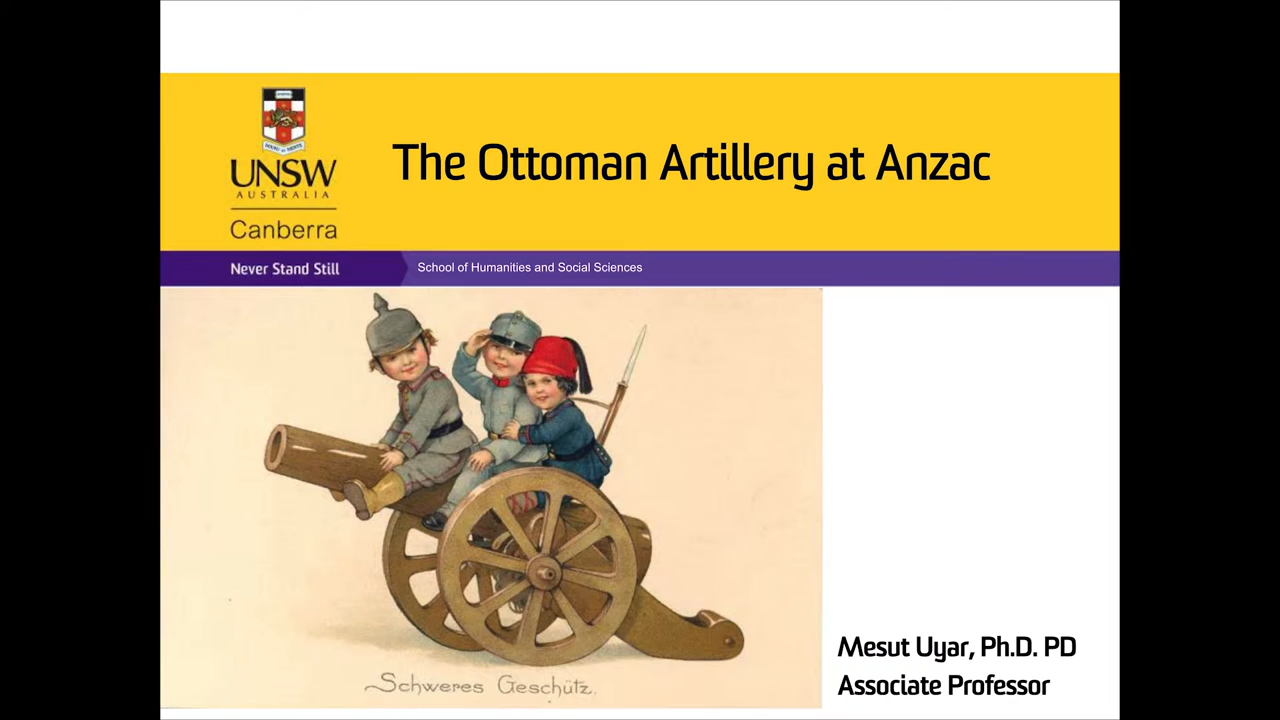 The Ottoman Artillery at Anzac
UNSW
AUSTRALIA
Canberra
Never Stand Still
School of Humanities and Social Sciences
Schweres Geschütz.
Mesut Uyar, Ph.D. PD
Associate Professor